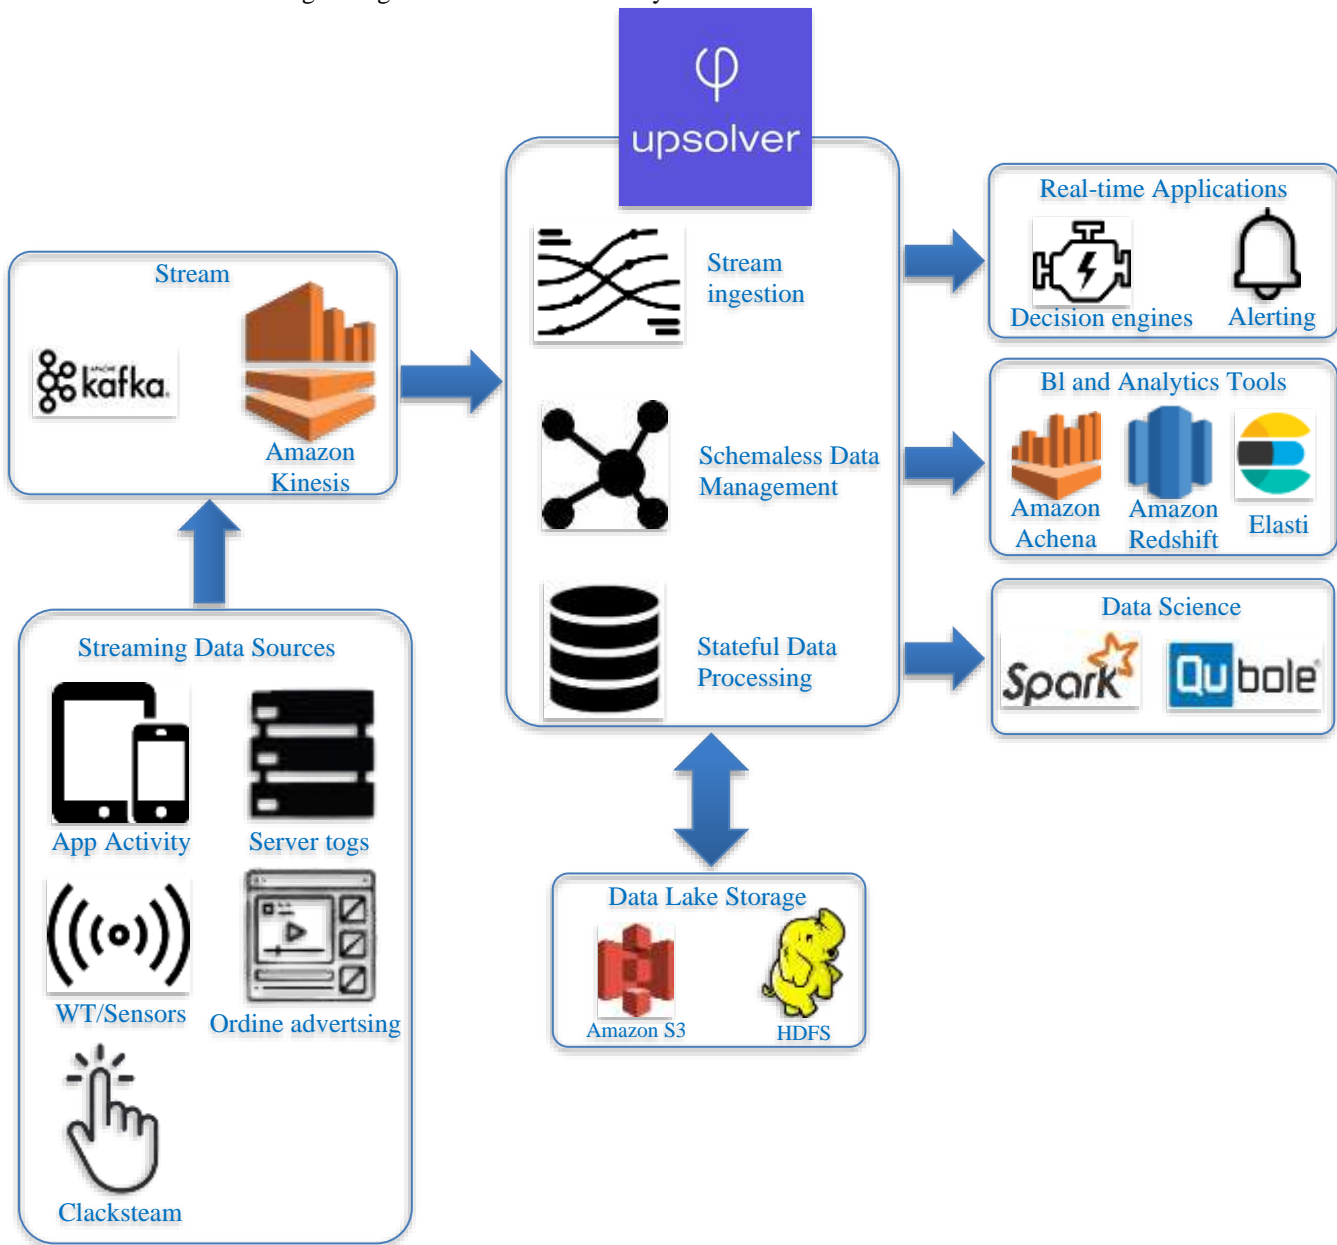 φ
upsolver
Stream
APACHE
kafka.
Amazon
Kinesis
Streaming Data Sources
App Activity
Server togs
WT/Sensors
Ordine advertsing
Clacksteam
Stream
ingestion
Schemaless Data
Management
Stateful Data
Processing
Data Lake Storage
Amazon S3
HDFS
Real-time Applications
Decision engines
Alerting
Bl and Analytics Tools
Amazon
Achena
Amazon
Redshift
Elasti
Data Science
Spark
Qubole